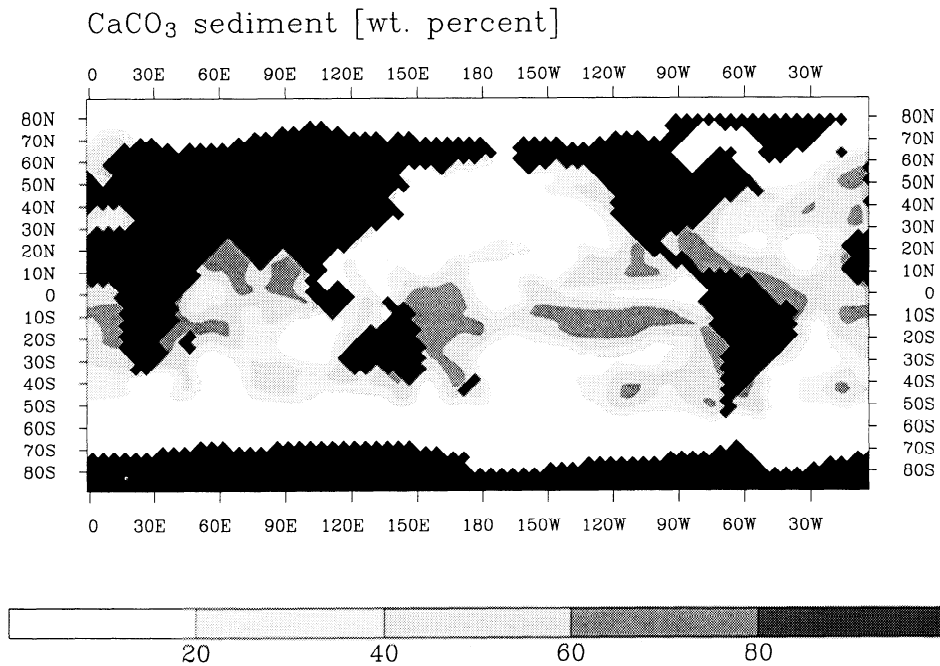 CaCO₃ sediment [wt. percent]
0 30E 60E 90E 120E 150E 180 150W 120W 90W 60W 30W
80N 80N
70N 70N
60N 60N
50N 50N
40N 40N
30N 30N
20N 20N
10N 10N
0 0
10S 10S
20S 20S
30S 30S
40S 40S
50S 50S
60S 60S
70S 70S
80S 80S
0 30E 60E 90E 120E 150E 180 150W 120W 90W 60W 30W
20 40 60 80